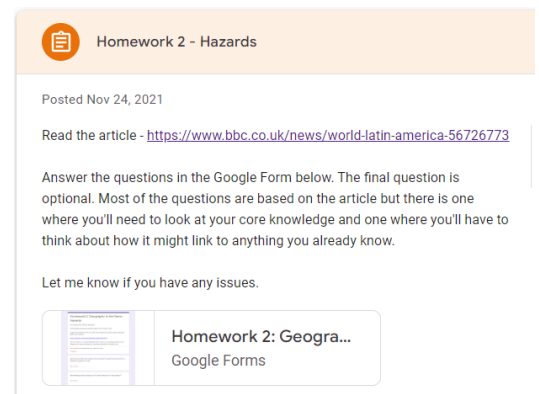 Homework 2 - Hazards
Posted Nov 24, 2021
Read the article - https://www.bbc.co.uk/news/world-latin-america-56726773
Answer the questions in the Google Form below. The final question is
optional. Most of the questions are based on the article but there is one
where you'll need to look at your core knowledge and one where you'll have to
think about how it might link to anything you already know.
Let me know if you have any issues.
Homework 2: Geogra...
Google Forms